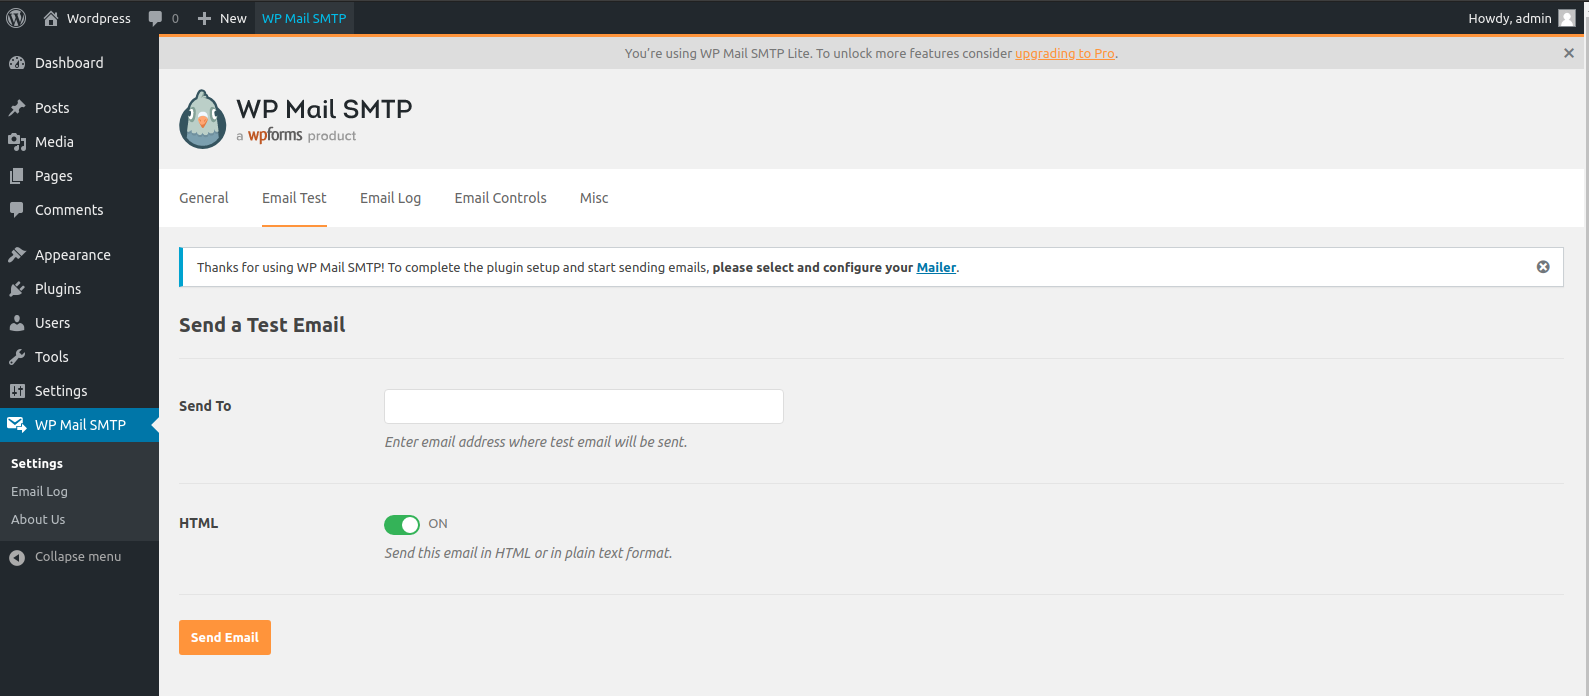 Wordpress 0 New WP Mail SMTP Howdy, admin
You're using WP Mail SMTP Lite. To unlock more features consider upgrading to Pro.
Dashboard
Posts
Media
Pages
Comments
Appearance
Plugins
Users
Tools
Settings
WP Mail SMTP
Settings
Email Log
About Us
Collapse menu
WP Mail SMTP
a wpforms product
General Email Test Email Log Email Controls Misc
Thanks for using WP Mail SMTP! To complete the plugin setup and start sending emails, please select and configure your Mailer.
Send a Test Email
Send To
Enter email address where test email will be sent.
HTML ON
Send this email in HTML or in plain text format.
Send Email